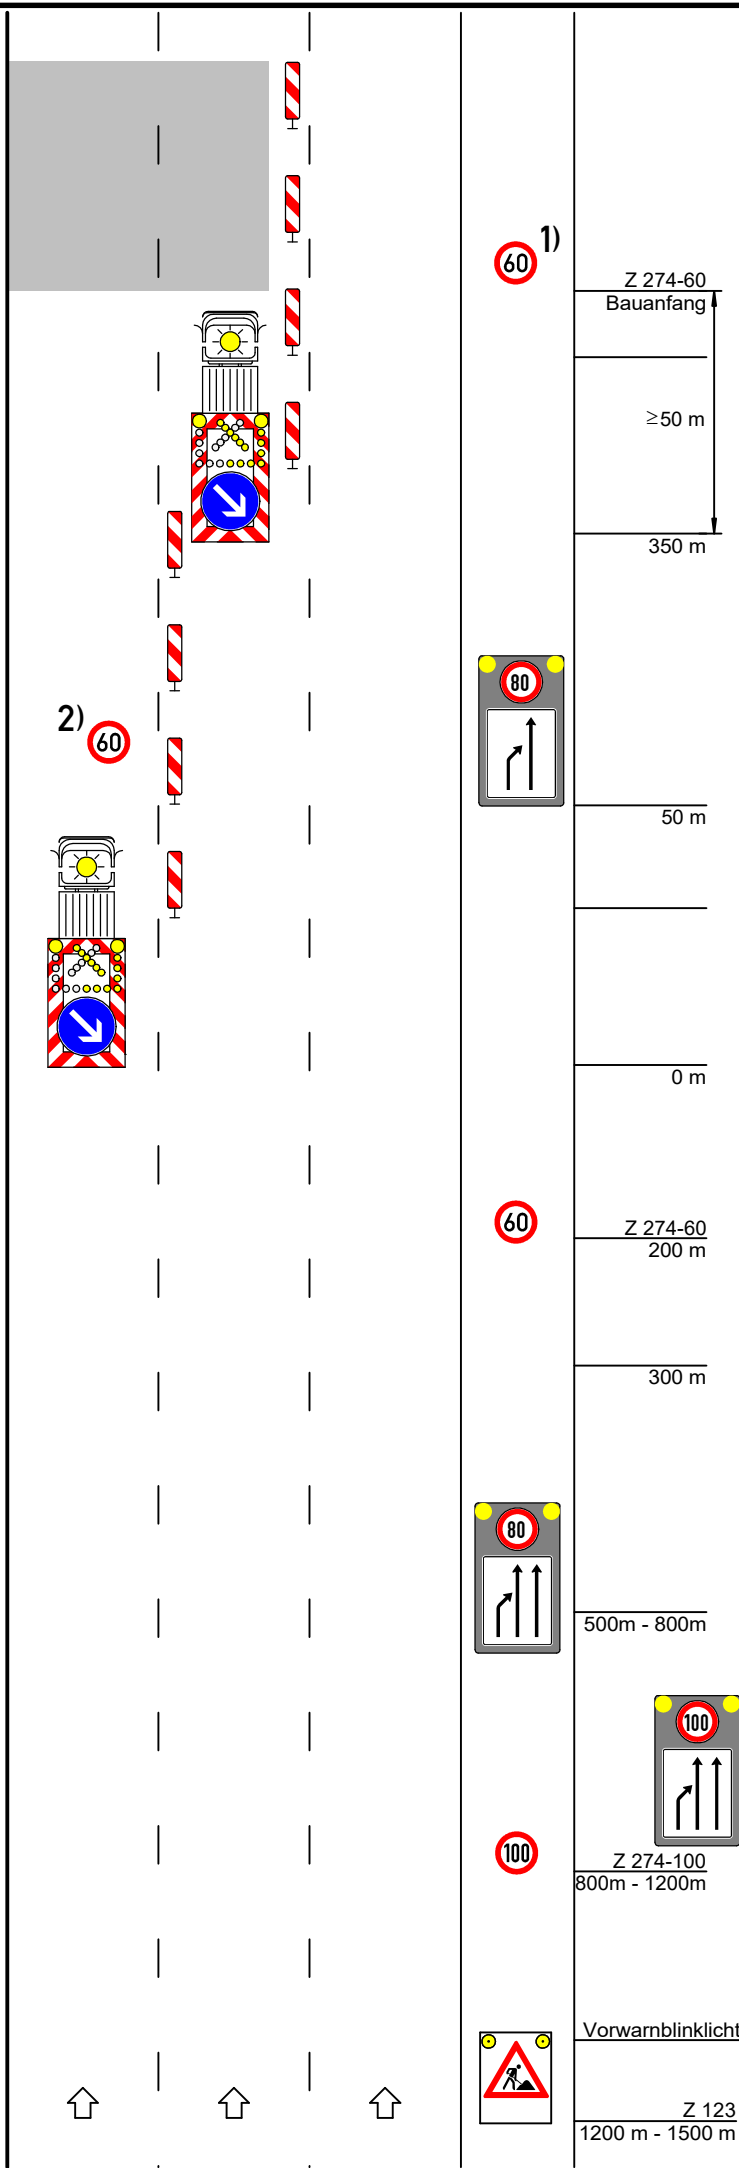 1)
60
Z 274-60
Bauanfang
≥50 m
350 m
80
2)
60
50 m
0 m
60
Z 274-60
200 m
300 m
80
500m - 800m
100
100
Z 274-100
800m - 1200m
Vorwarnblinklicht
Z 123
1200 m - 1500 m